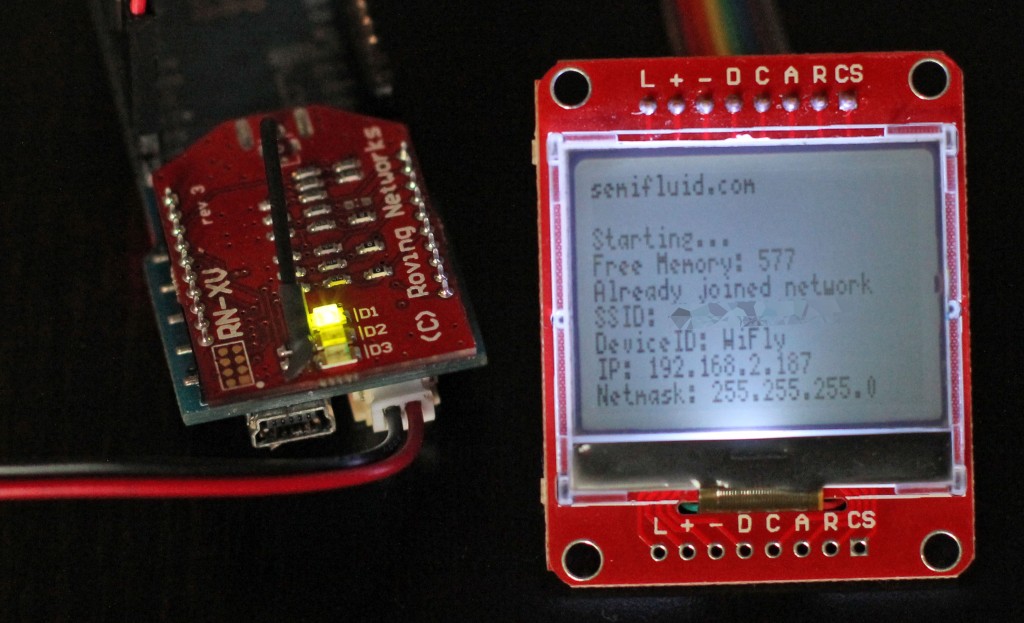 rev 3
RN-XV
Roving Networks
(C)
D1
D2
D3
L + - D C A R CS
semifluid.com
Starting...
Free Memory: 577
Already joined network
SSID:
DeviceID: WiFly
IP: 192.168.2.187
Netmask: 255.255.255.0
L + - D C A R CS